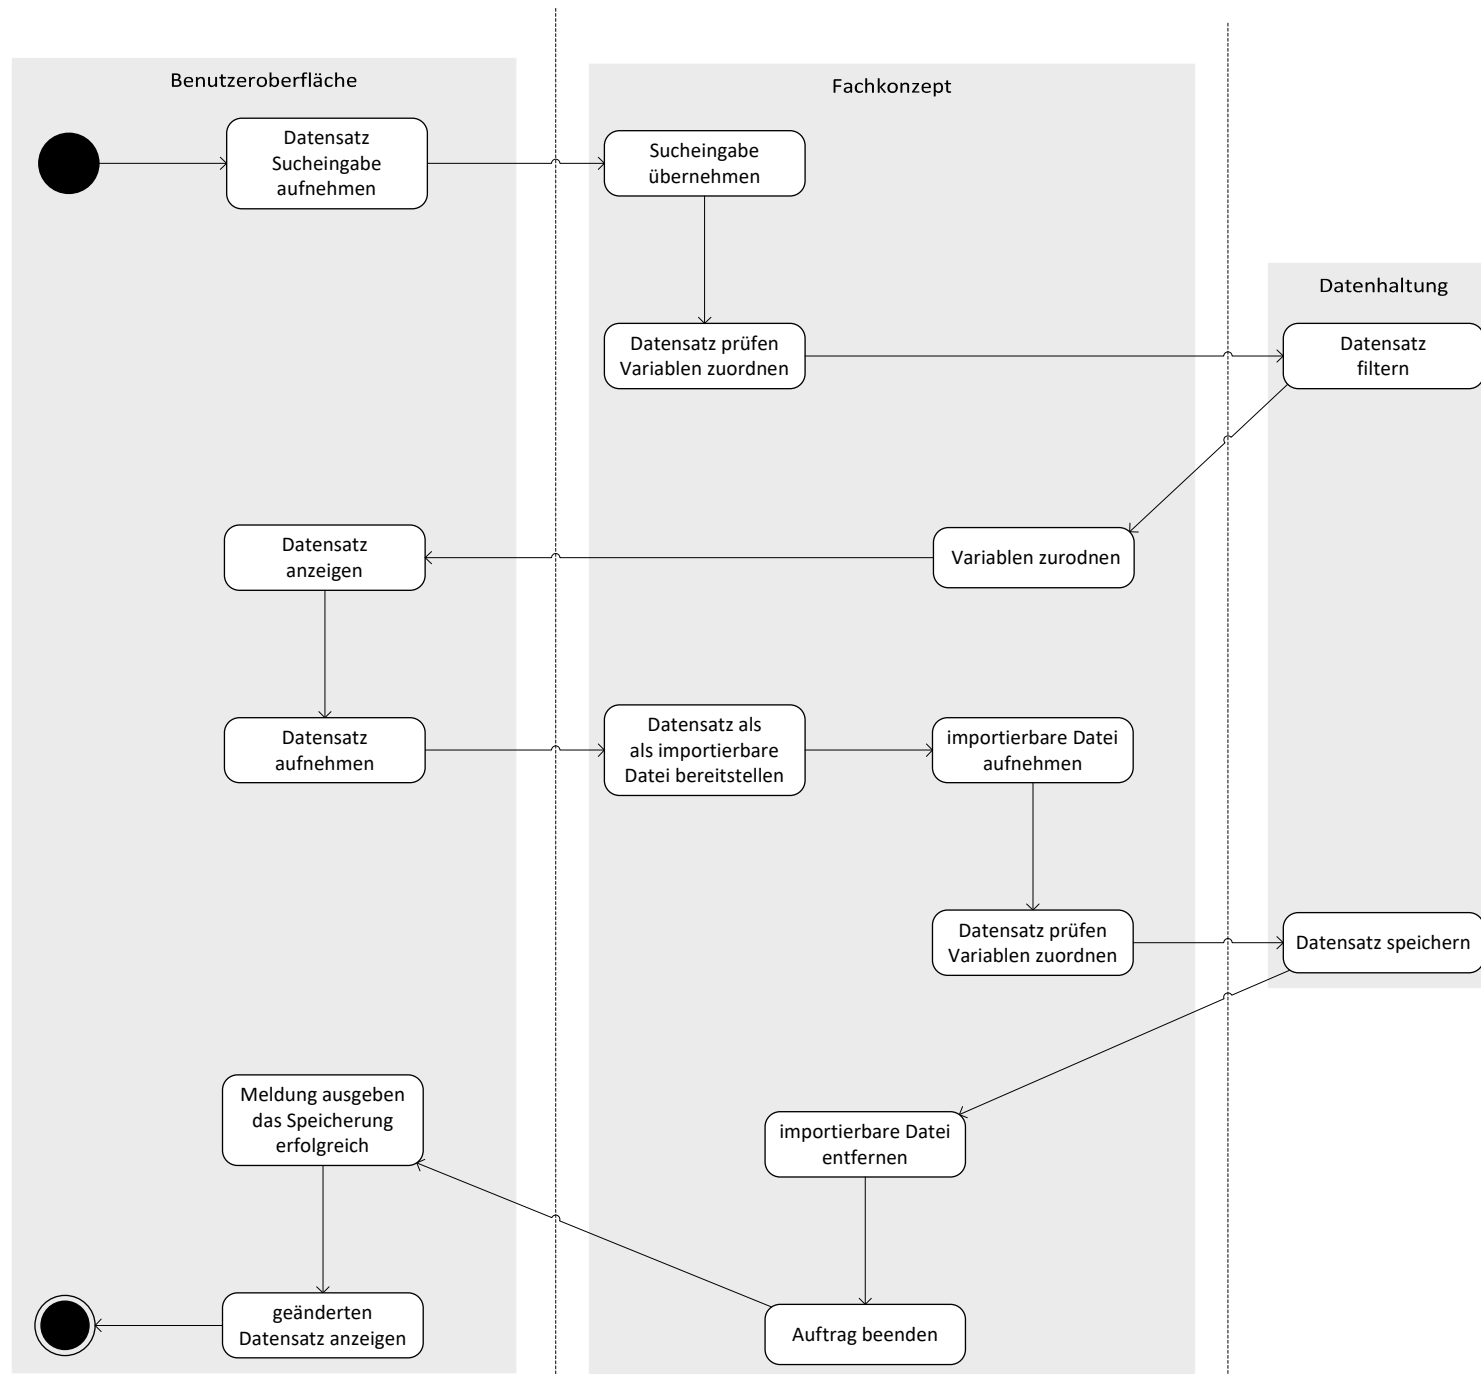 Benutzeroberfläche
Fachkonzept
Datensatz
Sucheingabe
aufnehmen
Sucheingabe
übernehmen
Datenhaltung
Datensatz prüfen
Variablen zuordnen
Datensatz
filtern
Datensatz
anzeigen
Variablen zurodnen
Datensatz
aufnehmen
Datensatz als
als importierbare
Datei bereitstellen
importierbare Datei
aufnehmen
Datensatz prüfen
Variablen zuordnen
Datensatz speichern
Meldung ausgeben
das Speicherung
erfolgreich
importierbare Datei
entfernen
geänderten
Datensatz anzeigen
Auftrag beenden